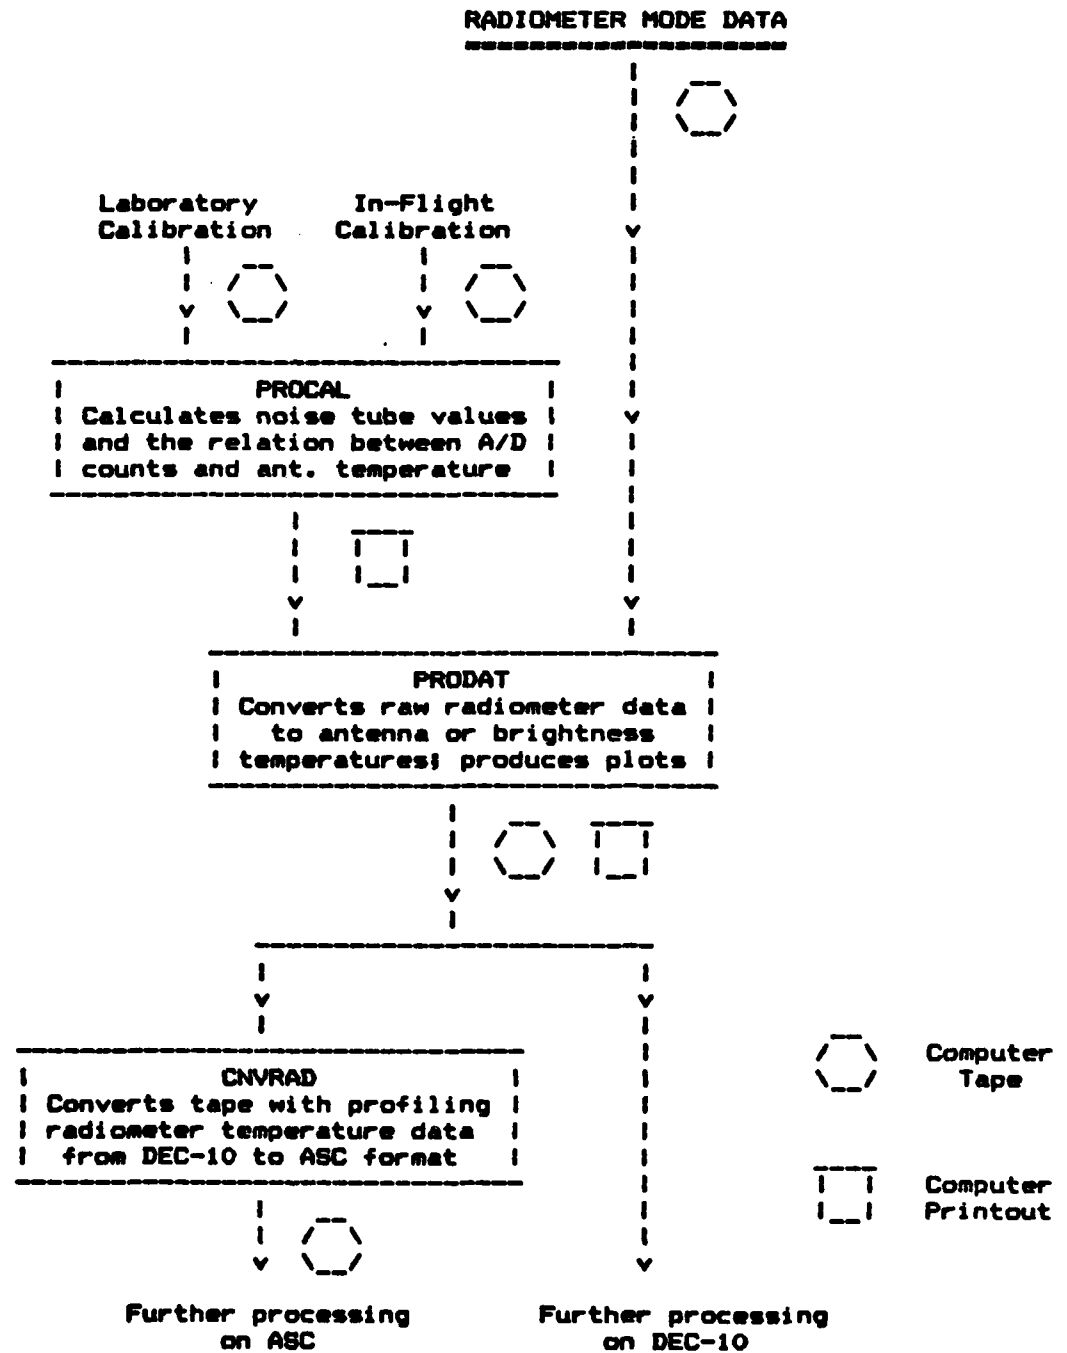 RADIOMETER MODE DATA
Laboratory
Calibration
In-Flight
Calibration
PROCAL
Calculates noise tube values
and the relation between A/D
counts and ant. temperature
PRODAT
Converts raw radiometer data
to antenna or brightness
temperatures; produces plots
CNVRAD
Converts tape with profiling
radiometer temperature data
from DEC-10 to ASC format
Computer
Tape
Computer
Printout
Further processing
on ASC
Further processing
on DEC-10